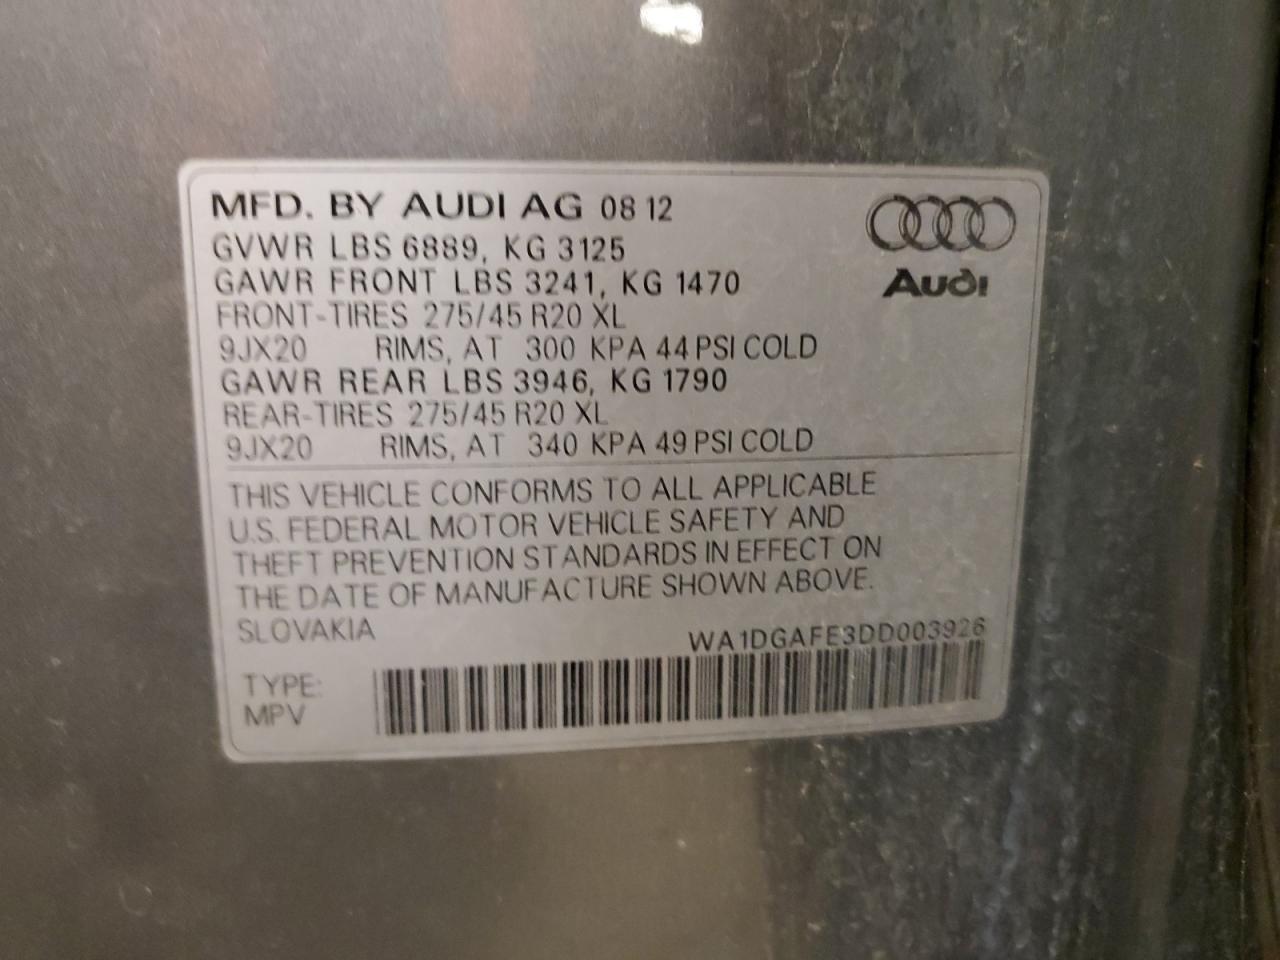 MFD. BY AUDI AG 08 12
GVWR LBS 6889, KG 3125
GAWR FRONT LBS 3241, KG 1470
FRONT-TIRES 275/45 R20 XL
9JX20 RIMS, AT 300 KPA 44 PSI COLD
GAWR REAR LBS 3946, KG 1790
REAR-TIRES 275/45 R20 XL
9JX20 RIMS, AT 340 KPA 49 PSI COLD
Audi
THIS VEHICLE CONFORMS TO ALL APPLICABLE
U.S. FEDERAL MOTOR VEHICLE SAFETY AND
THEFT PREVENTION STANDARDS IN EFFECT ON
THE DATE OF MANUFACTURE SHOWN ABOVE.
SLOVAKIA
WA1DGAFE3DD003926
TYPE:
MPV